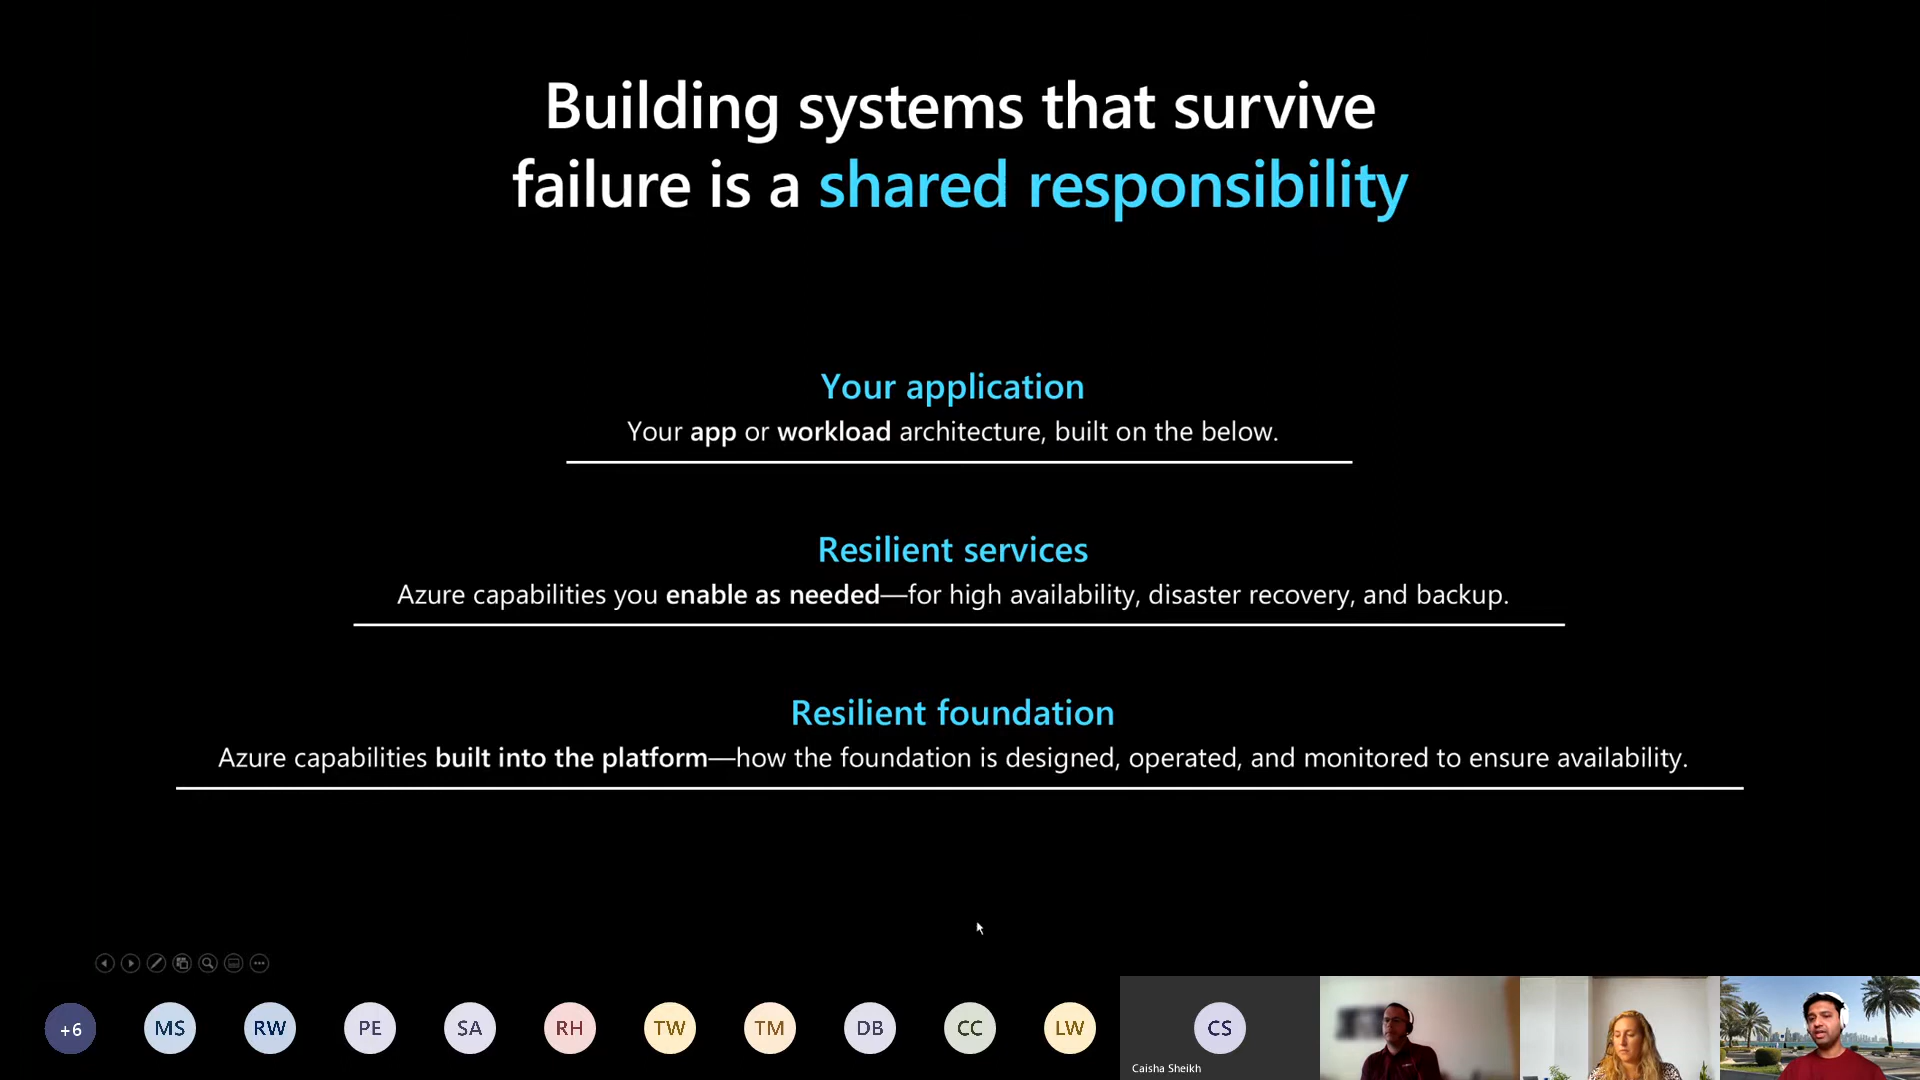 Building systems that survive
failure is a shared responsibility
Your application
Your app or workload architecture, built on the below.
Resilient services
Azure capabilities you enable as needed—for high availability, disaster recovery, and backup.
Resilient foundation
Azure capabilities built into the platform—how the foundation is designed, operated, and monitored to ensure availability.
+6
MS
RW
PE
SA
RH
TW
TM
DB
CC
LW
CS
Caisha Sheikh